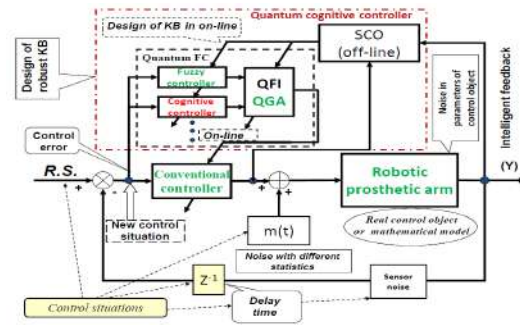 Quantum cognitive controller
Design of KB in on-line
SCO
(off-line)
Design of
robust KB
Quantum FC
Fuzzy
controller
QFI
QGA
Cognitive
controller
On-line
Noise in
parameters of
control object
Intelligent feedback
Control
error
(Y)
R.S.
Conventional
controller
Robotic
prosthetic arm
-
+
+
New control
situation
m(t)
Real control object
or mathematical model
Noise with different
statistics
Control situations
Z-1
Delay
time
Sensor
noise